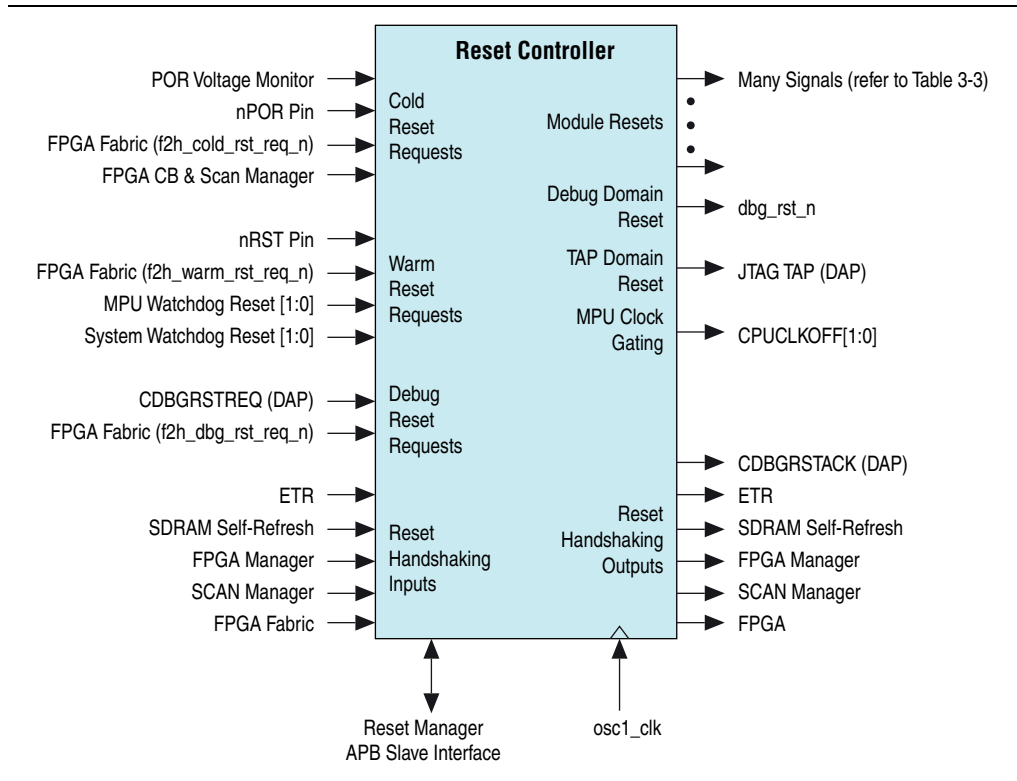 Reset Controller
POR Voltage Monitor
nPOR Pin
FPGA Fabric (f2h_cold_rst_req_n)
FPGA CB & Scan Manager
Cold
Reset
Requests
nRST Pin
FPGA Fabric (f2h_warm_rst_req_n)
MPU Watchdog Reset [1:0]
System Watchdog Reset [1:0]
Warm
Reset
Requests
CDBGRSTREQ (DAP)
FPGA Fabric (f2h_dbg_rst_req_n)
Debug
Reset
Requests
ETR
SDRAM Self-Refresh
FPGA Manager
SCAN Manager
FPGA Fabric
Reset
Handshaking
Inputs
Module Resets
Many Signals (refer to Table 3-3)
Debug Domain
Reset
dbg_rst_n
TAP Domain
Reset
JTAG TAP (DAP)
MPU Clock
Gating
CPUCLKOFF[1:0]
Reset
Handshaking
Outputs
CDBGRSTACK (DAP)
ETR
SDRAM Self-Refresh
FPGA Manager
SCAN Manager
FPGA
Reset Manager
APB Slave Interface
osc1_clk